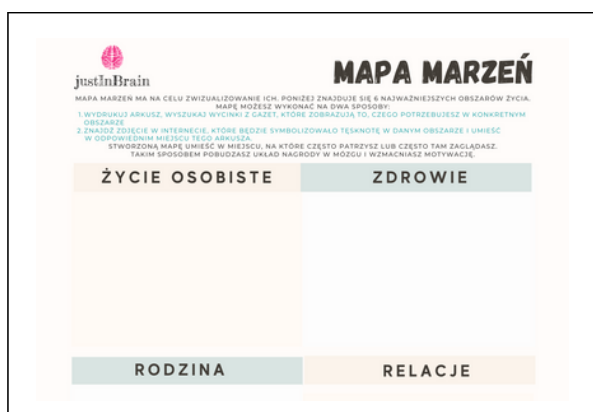 justInBrain
MAPA MARZEŃ
MAPA MARZEŃ MA NA CELU ZWIZUALIZOWANIE ICH. PONIŻEJ ZNAJDUJE SIĘ 6 NAJWAŻNIEJSZYCH OBSZARÓW ŻYCIA.
MAPĘ MOŻESZ WYKONAĆ NA DWA SPOSOBY:
1. WYDRUKUJ ARKUSZ, WYSZUKAJ WYCINKI Z GAZET, KTÓRE ZOBRAZUJĄ TO, CZEGO POTRZEBUJESZ W KONKRETNYM
OBSZARZE
2. ZNAJDŹ ZDJĘCIE W INTERNECIE, KTÓRE BĘDZIE SYMBOLIZOWAŁO TĘSKNOTĘ W DANYM OBSZARZE I UMIEŚĆ
W ODPOWIEDNIM MIEJSCU TEGO ARKUSZA.
STWORZONĄ MAPĘ UMIEŚĆ W MIEJSCU, NA KTÓRE CZĘSTO PATRZYSZ LUB CZĘSTO TAM ZAGLĄDASZ.
TAKIM SPOSOBEM POBUDZASZ UKŁAD NAGRODY W MÓZGU I WZMACNIASZ MOTYWACJĘ.
ŻYCIE OSOBISTE
ZDROWIE
RODZINA
RELACJE